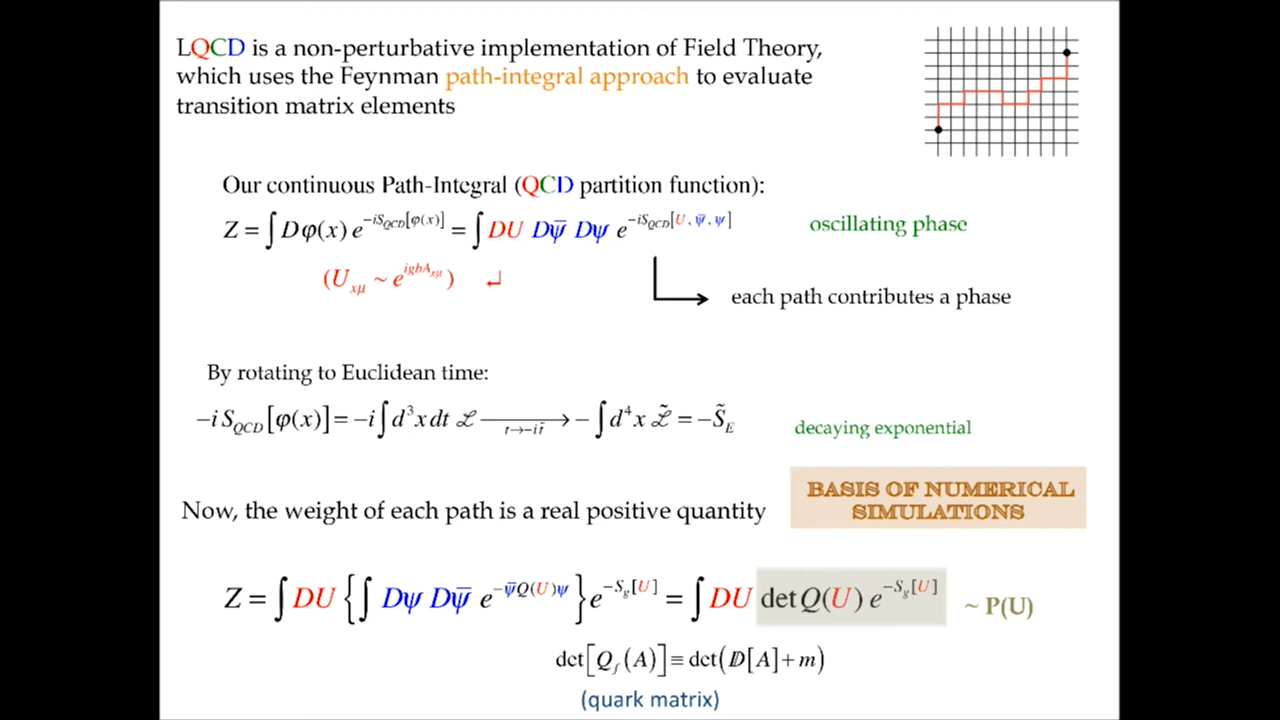 LQCD is a non-perturbative implementation of Field Theory,
which uses the Feynman path-integral approach to evaluate
transition matrix elements
Our continuous Path-Integral (QCD partition function):
Z = ∫ Dφ(x) e^{-iS_{QCD}[φ(x)]} = ∫ DU Dψ̅ Dψ e^{-iS_{QCD}[U, ψ̅, ψ]}
oscillating phase
(U_{xμ} ~ e^{igbA_{xμ}}) ↵
each path contributes a phase
By rotating to Euclidean time:
-i S_{QCD}[φ(x)] = -i ∫ d^3x dt ℒ →_{t→-it̃} - ∫ d^4x ℒ̃ = -S̃_E
decaying exponential
BASIS OF NUMERICAL
SIMULATIONS
Now, the weight of each path is a real positive quantity
Z = ∫ DU {∫ Dψ Dψ̅ e^{-ψ̅Q(U)ψ}} e^{-S_g[U]} = ∫ DU det Q(U) e^{-S_g[U]} ~ P(U)
det[Q_f(A)] ≡ det(D̸[A] + m)
(quark matrix)